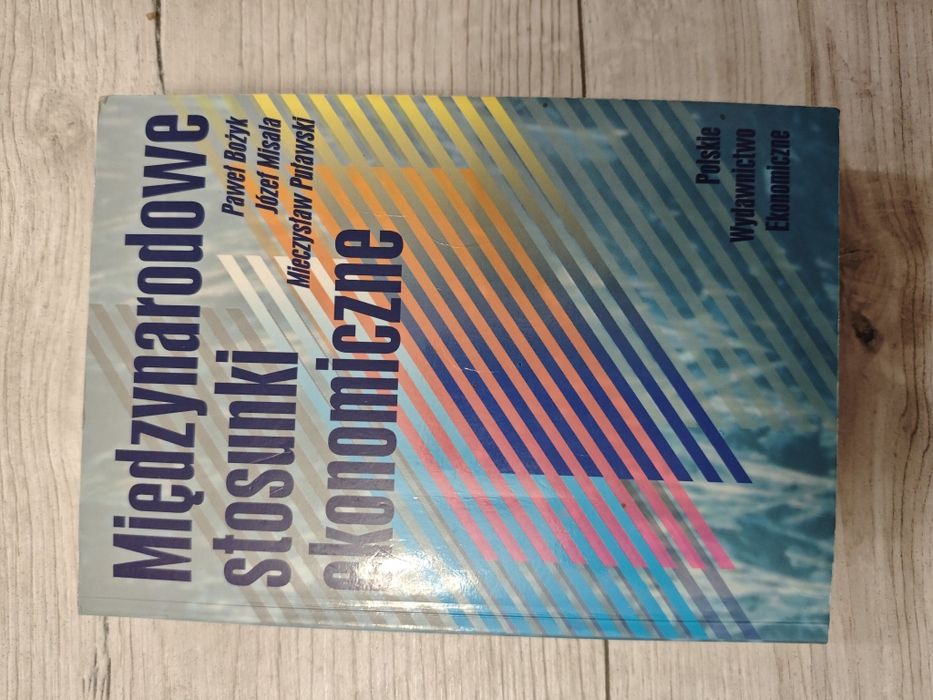 Międzynarodowe
stosunki
ekonomiczne
Paweł Bożyk
Józef Misala
Mieczysław Puławski
Polskie
Wydawnictwo
Ekonomiczne